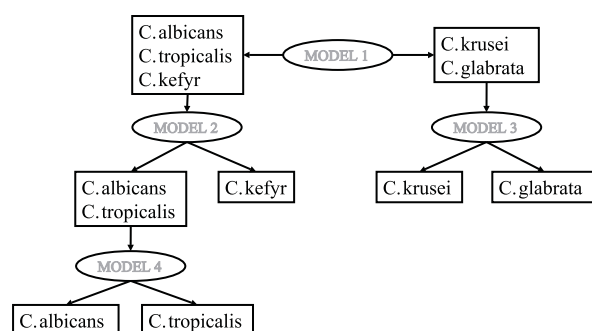 C.albicans
C.tropicalis
C.kefyr
MODEL 1
C.krusei
C.glabrata
MODEL 2
MODEL 3
C.albicans
C.tropicalis
C.kefyr
C.krusei
C.glabrata
MODEL 4
C.albicans
C.tropicalis